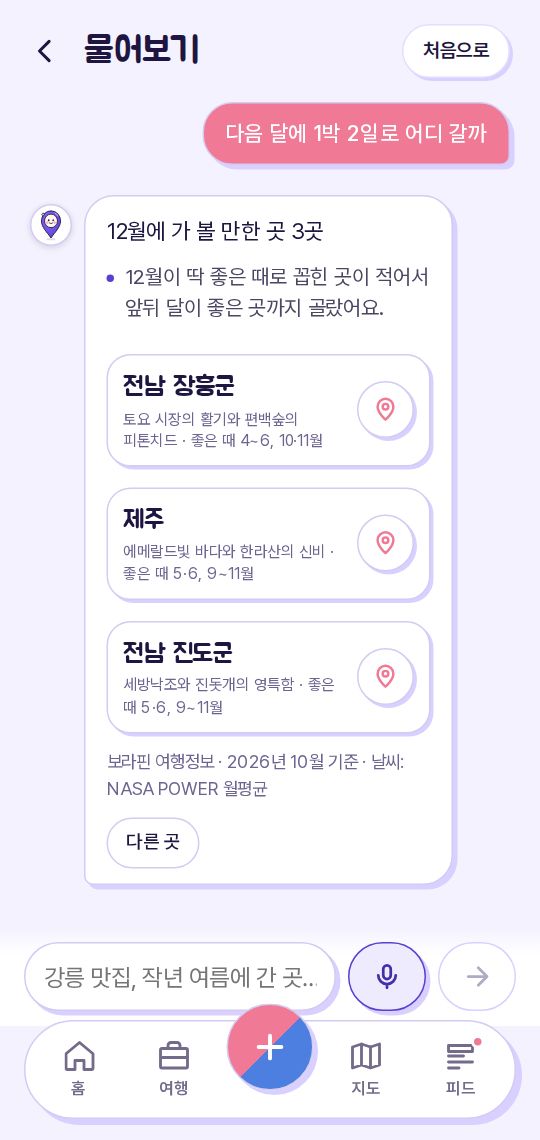 물어보기
처음으로
다음 달에 1박 2일로 어디 갈까
12월에 가 볼 만한 곳 3곳
• 12월이 딱 좋은 때로 꼽힌 곳이 적어서
앞뒤 달이 좋은 곳까지 골랐어요.
전남 장흥군
토요 시장의 활기와 편백숲의
피톤치드 · 좋은 때 4~6, 10·11월
제주
에메랄드빛 바다와 한라산의 신비 ·
좋은 때 5·6, 9~11월
전남 진도군
세방낙조와 진돗개의 영특함 · 좋은
때 5·6, 9~11월
보라핀 여행정보 · 2026년 10월 기준 · 날씨:
NASA POWER 월평균
다른 곳
강릉 맛집, 작년 여름에 간 곳...
홈
여행
지도
피드